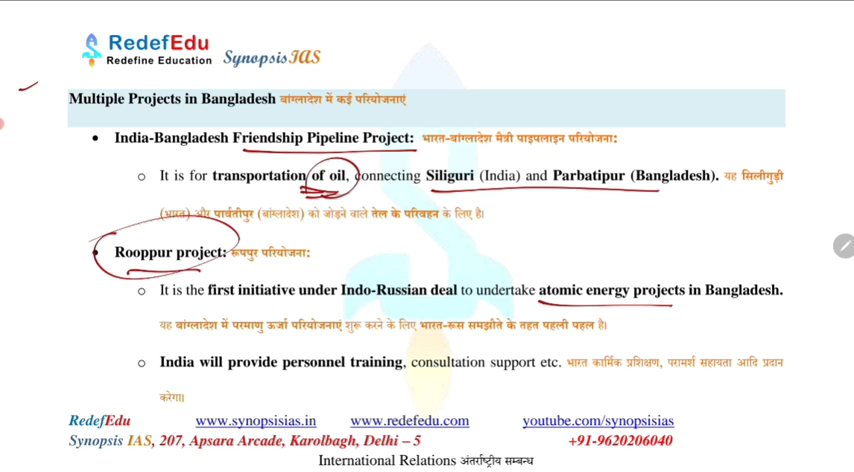 RedefEdu
Redefine Education
Synopsis IAS
Multiple Projects in Bangladesh बांग्लादेश में कई परियोजनाएं
• India-Bangladesh Friendship Pipeline Project: भारत-बांग्लादेश मैत्री पाइपलाइन परियोजना:
o It is for transportation of oil, connecting Siliguri (India) and Parbatipur (Bangladesh). यह सिलीगुड़ी
(भारत) और पार्वतीपुर (बांग्लादेश) को जोड़ने वाले तेल के परिवहन के लिए है।
• Rooppur project: रूपपुर परियोजना:
o It is the first initiative under Indo-Russian deal to undertake atomic energy projects in Bangladesh.
यह बांग्लादेश में परमाणु ऊर्जा परियोजनाएं शुरू करने के लिए भारत-रूस समझौते के तहत पहली पहल है।
o India will provide personnel training, consultation support etc. भारत कार्मिक प्रशिक्षण, परामर्श सहायता आदि प्रदान
करेगा।
RedefEdu www.synopsisias.in www.redefedu.com youtube.com/synopsisias
Synopsis IAS, 207, Apsara Arcade, Karolbagh, Delhi – 5 +91-9620206040
International Relations अंतर्राष्ट्रीय सम्बन्ध